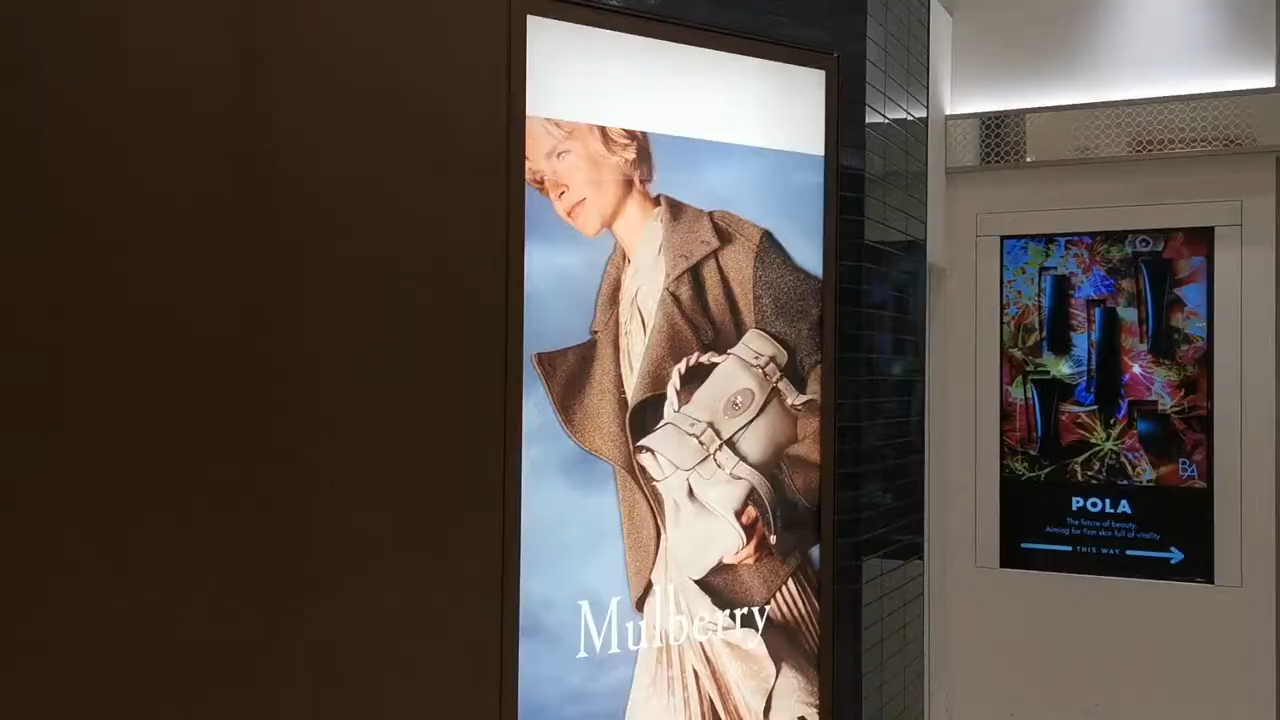 Mulberry
BA
POLA
The future of beauty.
Aiming for firm skin full of vitality
THIS WAY